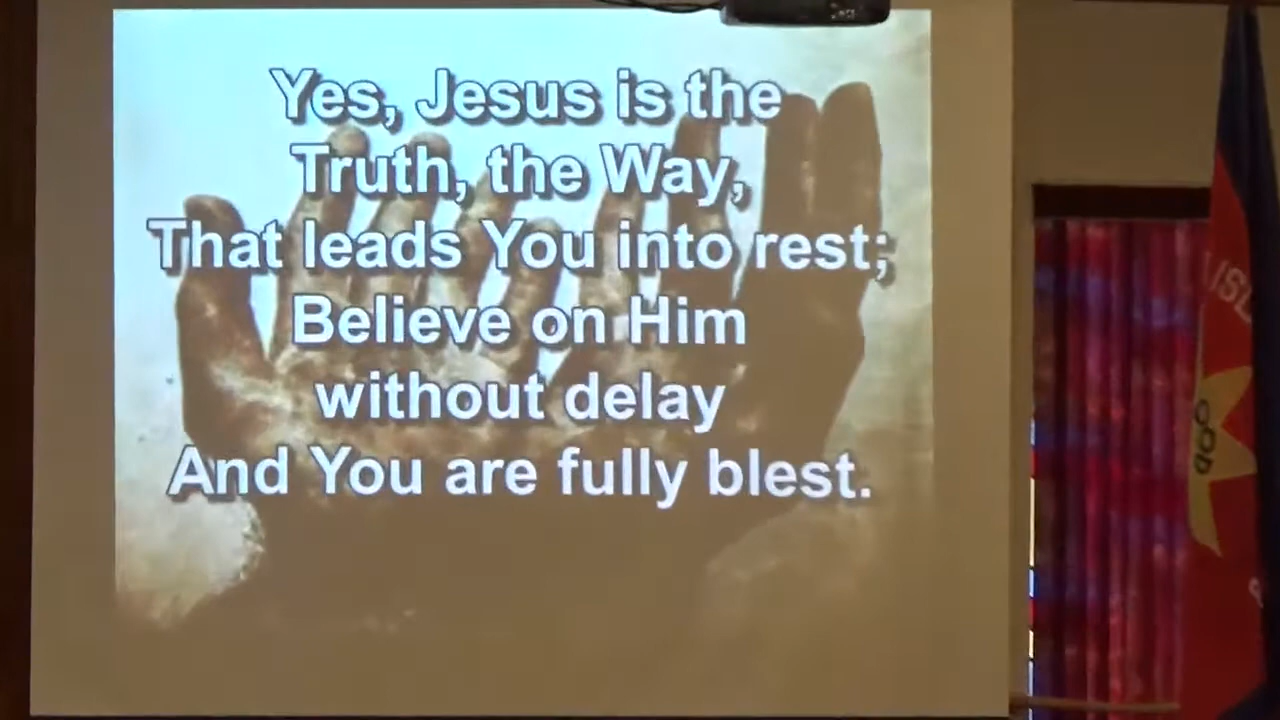 Yes, Jesus is the
Truth, the Way,
That leads You into rest;
Believe on Him
without delay
And You are fully blest.